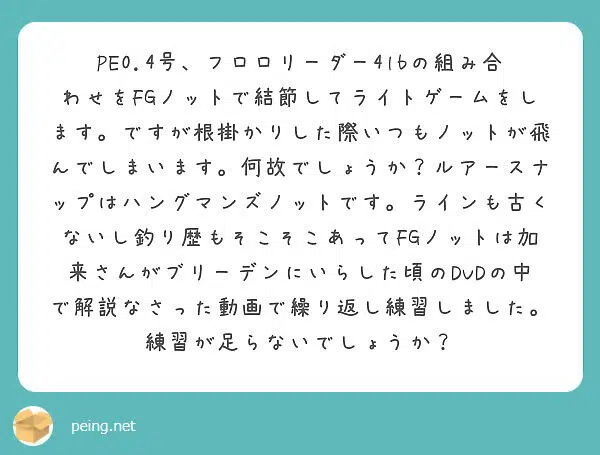 PE0.4号、フロロリーダー4lbの組み合
わせをFGノットで結節してライトゲームをし
ます。ですが根掛かりした際いつもノットが飛
んでしまいます。何故でしょうか？ルアースナ
ップはハングマンズノットです。ラインも古く
ないし釣り歴もそこそこあってFGノットは加
来さんがブリーデンにいらした頃のDVDの中
で解説なさった動画で繰り返し練習しました。
練習が足らないでしょうか？
peing.net